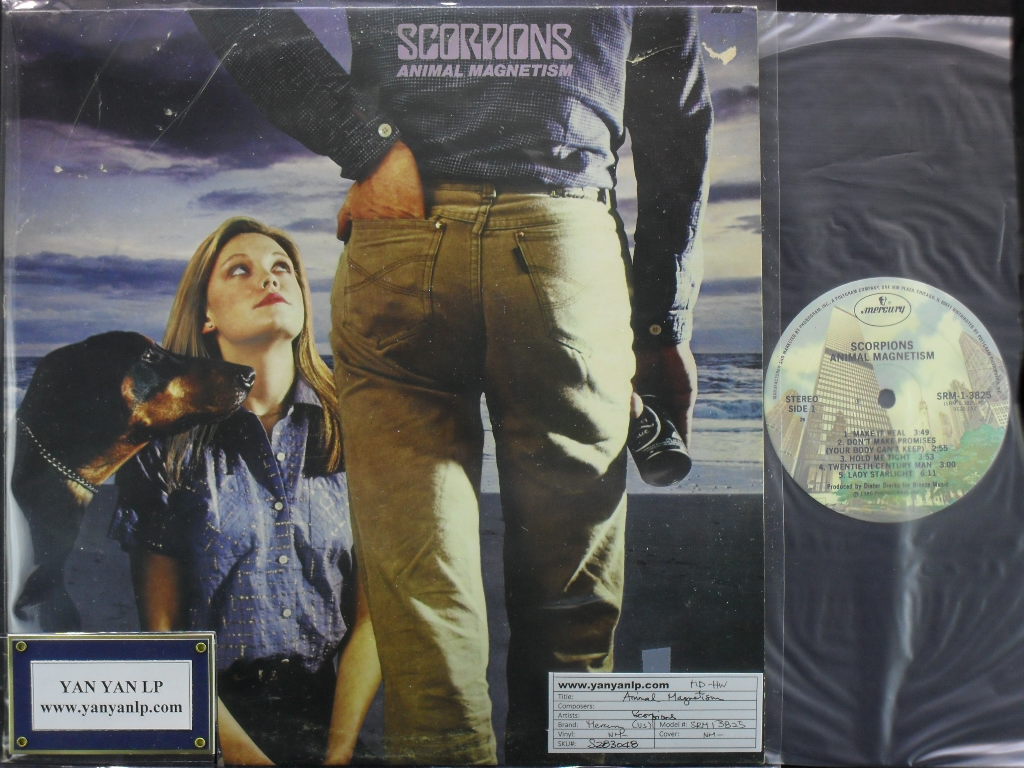 SCORPIONS
ANIMAL MAGNETISM
mercury
SCORPIONS
ANIMAL MAGNETISM
STEREO
SIDE 1
SRM-1-3825
1. MAKE IT REAL 3:49
2. DON'T MAKE PROMISES
(YOUR BODY CAN'T KEEP) 2:55
3. HOLD ME TIGHT 3:53
4. TWENTIETH CENTURY MAN 3:00
5. LADY STARLIGHT 6:11
Produced by Dieter Dierks for Breeze Music
YAN YAN LP
www.yanyanlp.com
www.yanyanlp.com HD-HW
Title: Animal Magnetism
Composers:
Artists: Scorpions
Brand: Mercury (US) Model #: SRM 1 3825
Vinyl: NM- Cover: NM-
SKU#: S283048